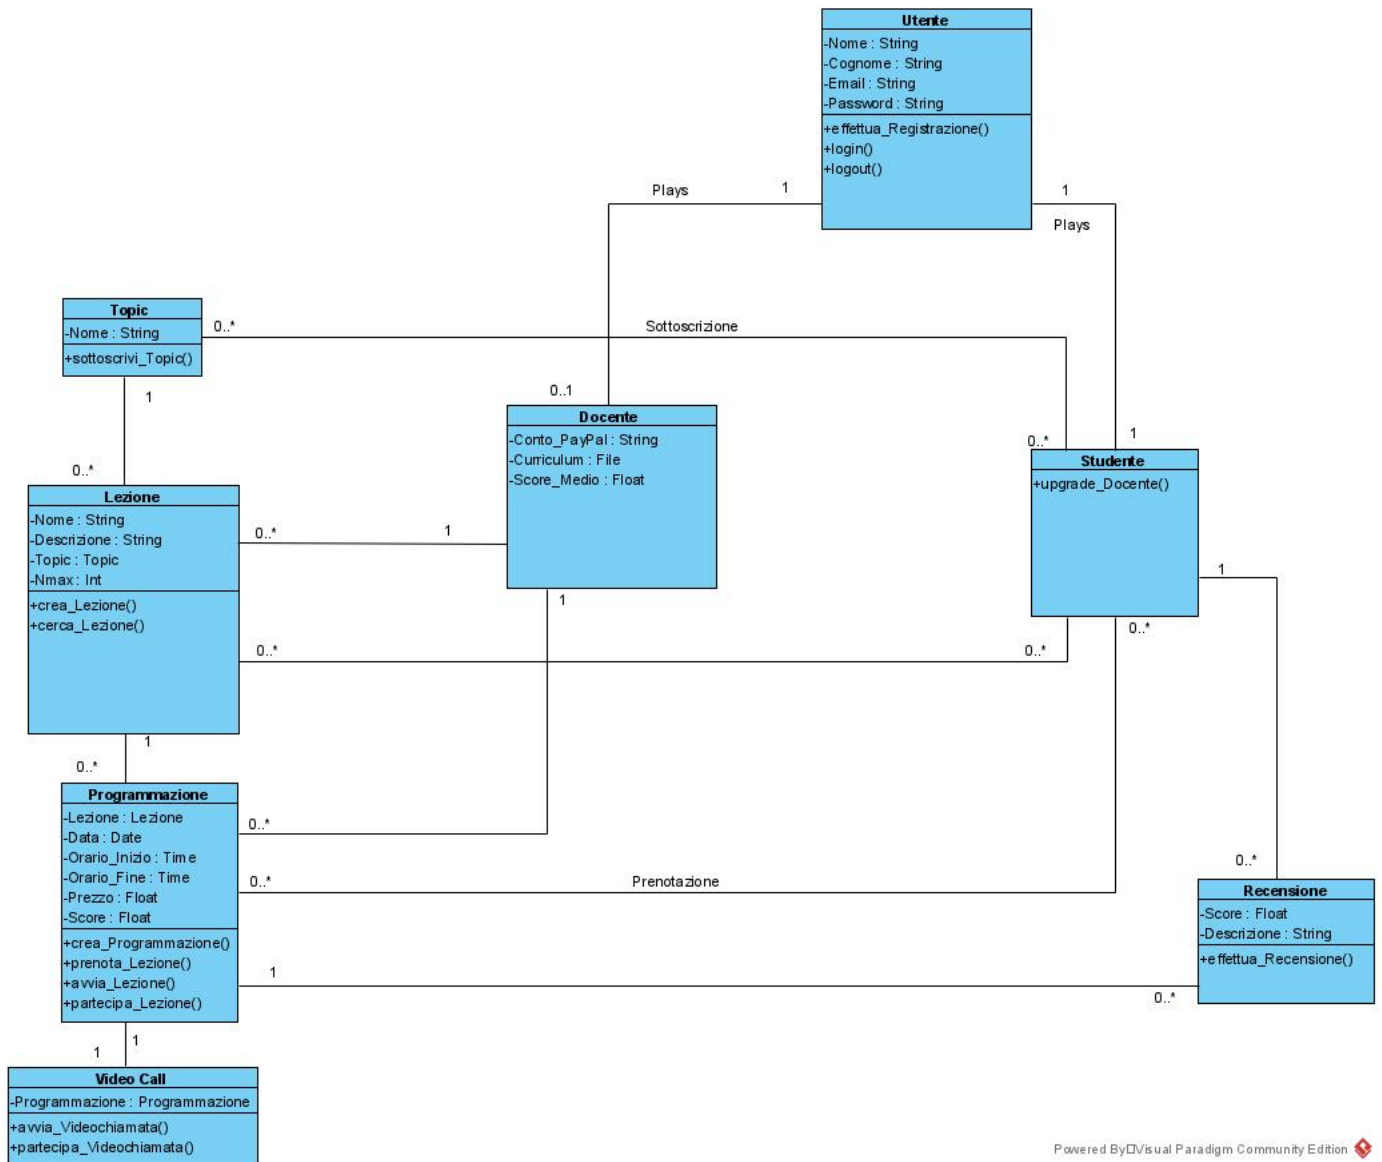 Utente
-Nome : String
-Cognome : String
-Email : String
-Password : String
+effettua_Registrazione()
+login()
+logout()
Plays
1
1
Plays
Topic
-Nome : String
+sottoscrivi_Topic()
0..*
Sottoscrizione
1
0..1
0..*
1
0..*
Docente
-Conto_PayPal : String
-Curriculum : File
-Score_Medio : Float
Studente
+upgrade_Docente()
Lezione
-Nome : String
-Descrizione : String
-Topic : Topic
-Nmax : Int
+crea_Lezione()
+cerca_Lezione()
0..*
1
1
1
0..*
0..*
0..*
1
0..*
Programmazione
-Lezione : Lezione
-Data : Date
-Orario_Inizio : Time
-Orario_Fine : Time
-Prezzo : Float
-Score : Float
+crea_Programmazione()
+prenota_Lezione()
+avvia_Lezione()
+partecipa_Lezione()
0..*
0..*
Prenotazione
0..*
Recensione
-Score : Float
-Descrizione : String
+effettua_Recensione()
1
0..*
1
1
Video Call
-Programmazione : Programmazione
+avvia_Videochiamata()
+partecipa_Videochiamata()
Powered By Visual Paradigm Community Edition